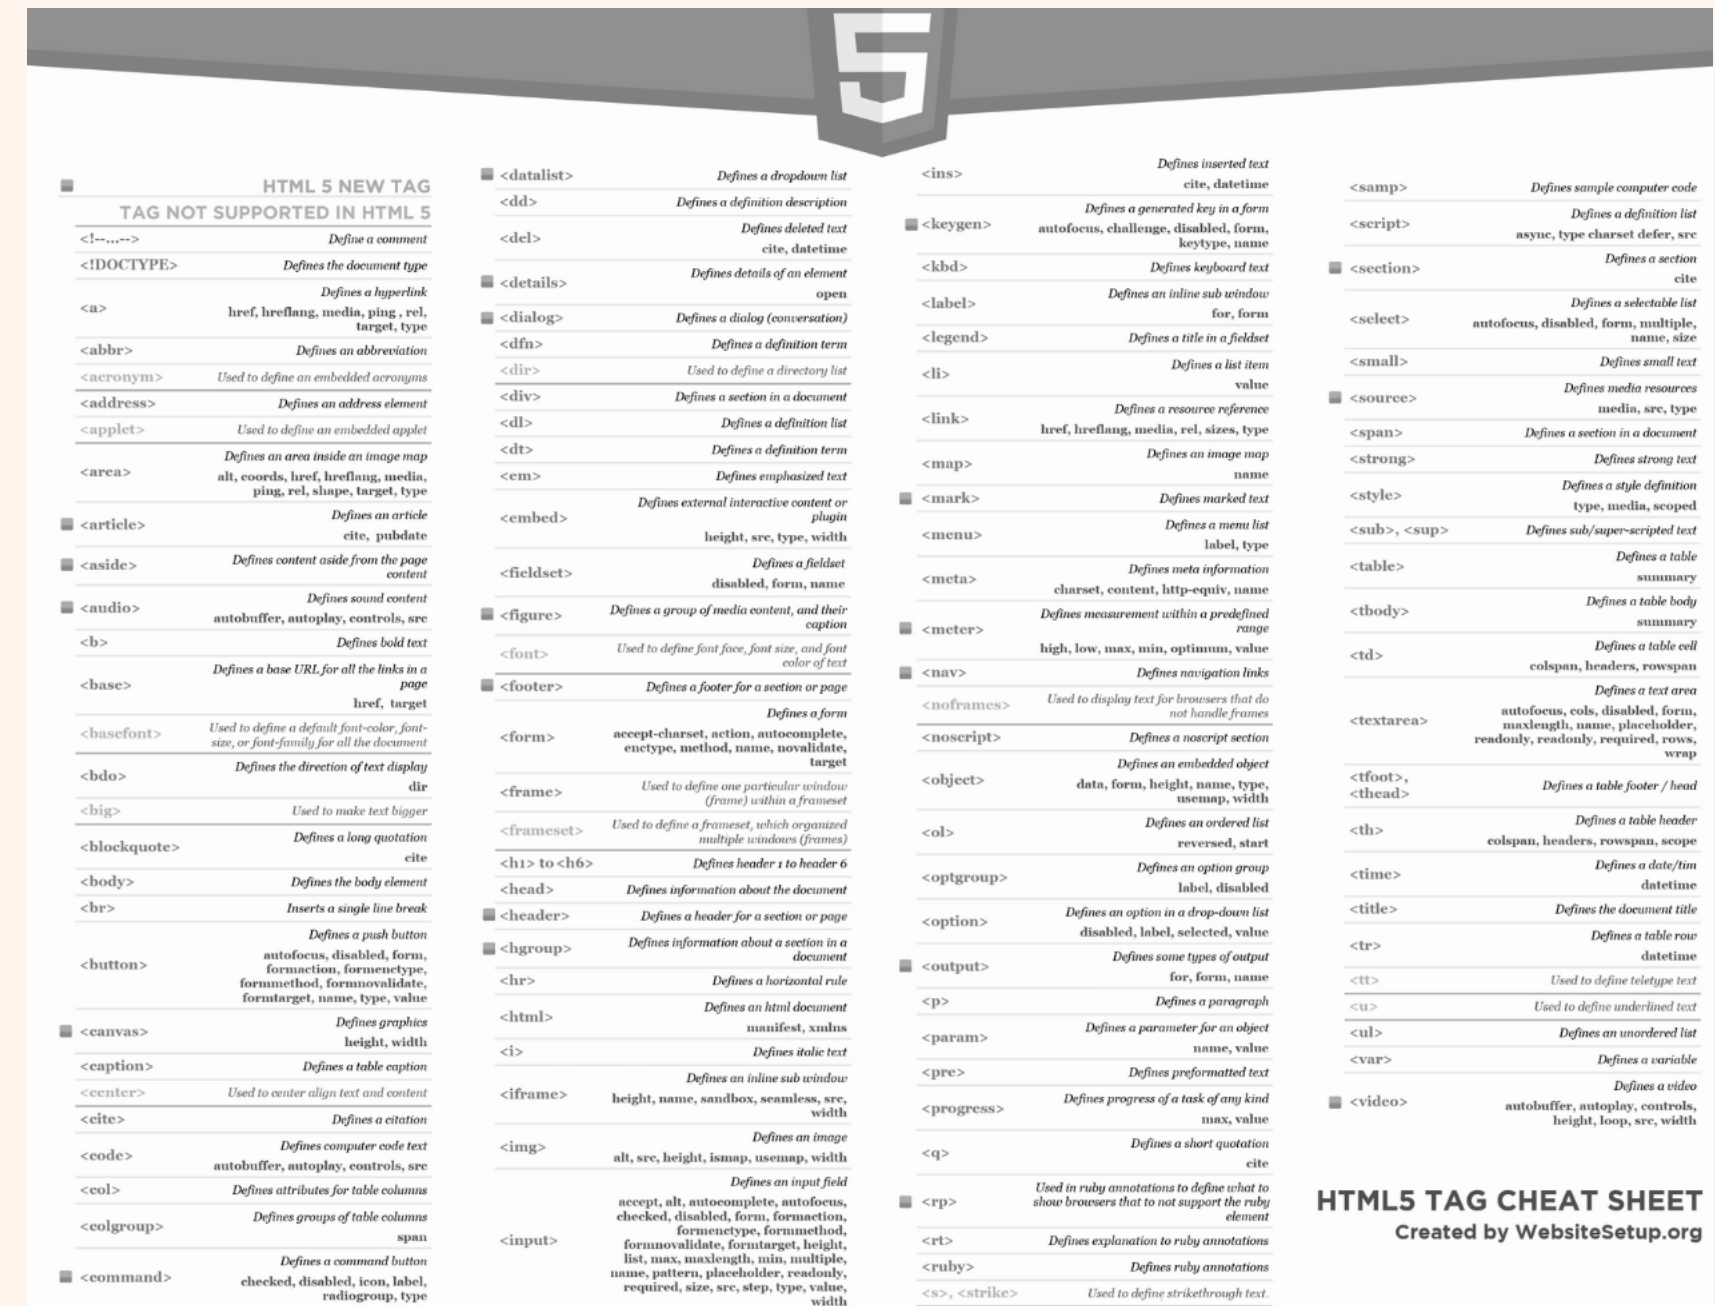 5
HTML 5 NEW TAG
TAG NOT SUPPORTED IN HTML 5
<!--...--> Define a comment
<!DOCTYPE> Defines the document type
<a> Defines a hyperlink
href, hreflang, media, ping , rel,
target, type
<abbr> Defines an abbreviation
<acronym> Used to define an embedded acronyms
<address> Defines an address element
<applet> Used to define an embedded applet
<area> Defines an area inside an image map
alt, coords, href, hreflang, media,
ping, rel, shape, target, type
<article> Defines an article
cite, pubdate
<aside> Defines content aside from the page
content
<audio> Defines sound content
autobuffer, autoplay, controls, src
<b> Defines bold text
<base> Defines a base URL for all the links in a
page
href, target
<basefont> Used to define a default font-color, font-
size, or font-family for all the document
<bdo> Defines the direction of text display
dir
<big> Used to make text bigger
<blockquote> Defines a long quotation
cite
<body> Defines the body element
<br> Inserts a single line break
<button> Defines a push button
autofocus, disabled, form,
formaction, formenctype,
formmethod, formnovalidate,
formtarget, name, type, value
<canvas> Defines graphics
height, width
<caption> Defines a table caption
<center> Used to center align text and content
<cite> Defines a citation
<code> Defines computer code text
autobuffer, autoplay, controls, src
<col> Defines attributes for table columns
<colgroup> Defines groups of table columns
span
<command> Defines a command button
checked, disabled, icon, label,
radiogroup, type
<datalist> Defines a dropdown list
<dd> Defines a definition description
<del> Defines deleted text
cite, datetime
<details> Defines details of an element
open
<dialog> Defines a dialog (conversation)
<dfn> Defines a definition term
<dir> Used to define a directory list
<div> Defines a section in a document
<dl> Defines a definition list
<dt> Defines a definition term
<em> Defines emphasized text
<embed> Defines external interactive content or
plugin
height, src, type, width
<fieldset> Defines a fieldset
disabled, form, name
<figure> Defines a group of media content, and their
caption
<font> Used to define font face, font size, and font
color of text
<footer> Defines a footer for a section or page
<form> Defines a form
accept-charset, action, autocomplete,
enctype, method, name, novalidate,
target
<frame> Used to define one particular window
(frame) within a frameset
<frameset> Used to define a frameset, which organized
multiple windows (frames)
<h1> to <h6> Defines header 1 to header 6
<head> Defines information about the document
<header> Defines a header for a section or page
<hgroup> Defines information about a section in a
document
<hr> Defines a horizontal rule
<html> Defines an html document
manifest, xmlns
<i> Defines italic text
<iframe> Defines an inline sub window
height, name, sandbox, seamless, src,
width
<img> Defines an image
alt, src, height, ismap, usemap, width
<input> Defines an input field
accept, alt, autocomplete, autofocus,
checked, disabled, form, formaction,
formenctype, formmethod,
formnovalidate, formtarget, height,
list, max, maxlength, min, multiple,
name, pattern, placeholder, readonly,
required, size, src, step, type, value,
width
<ins> Defines inserted text
cite, datetime
<keygen> Defines a generated key in a form
autofocus, challenge, disabled, form,
keytype, name
<kbd> Defines keyboard text
<label> Defines an inline sub window
for, form
<legend> Defines a title in a fieldset
<li> Defines a list item
value
<link> Defines a resource reference
href, hreflang, media, rel, sizes, type
<map> Defines an image map
name
<mark> Defines marked text
<menu> Defines a menu list
label, type
<meta> Defines meta information
charset, content, http-equiv, name
<meter> Defines measurement within a predefined
range
high, low, max, min, optimum, value
<nav> Defines navigation links
<noframes> Used to display text for browsers that do
not handle frames
<noscript> Defines a noscript section
<object> Defines an embedded object
data, form, height, name, type,
usemap, width
<ol> Defines an ordered list
reversed, start
<optgroup> Defines an option group
label, disabled
<option> Defines an option in a drop-down list
disabled, label, selected, value
<output> Defines some types of output
for, form, name
<p> Defines a paragraph
<param> Defines a parameter for an object
name, value
<pre> Defines preformatted text
<progress> Defines progress of a task of any kind
max, value
<q> Defines a short quotation
cite
<rp> Used in ruby annotations to define what to
show browsers that to not support the ruby
element
<rt> Defines explanation to ruby annotations
<ruby> Defines ruby annotations
<s>, <strike> Used to define strikethrough text.
<samp> Defines sample computer code
<script> Defines a definition list
async, type charset defer, src
<section> Defines a section
cite
<select> Defines a selectable list
autofocus, disabled, form, multiple,
name, size
<small> Defines small text
<source> Defines media resources
media, src, type
<span> Defines a section in a document
<strong> Defines strong text
<style> Defines a style definition
type, media, scoped
<sub>, <sup> Defines sub/super-scripted text
<table> Defines a table
summary
<tbody> Defines a table body
summary
<td> Defines a table cell
colspan, headers, rowspan
<textarea> Defines a text area
autofocus, cols, disabled, form,
maxlength, name, placeholder,
readonly, readonly, required, rows,
wrap
<tfoot>,
<thead> Defines a table footer / head
<th> Defines a table header
colspan, headers, rowspan, scope
<time> Defines a date/tim
datetime
<title> Defines the document title
<tr> Defines a table row
datetime
<tt> Used to define teletype text
<u> Used to define underlined text
<ul> Defines an unordered list
<var> Defines a variable
<video> Defines a video
autobuffer, autoplay, controls,
height, loop, src, width
HTML5 TAG CHEAT SHEET
Created by WebsiteSetup.org